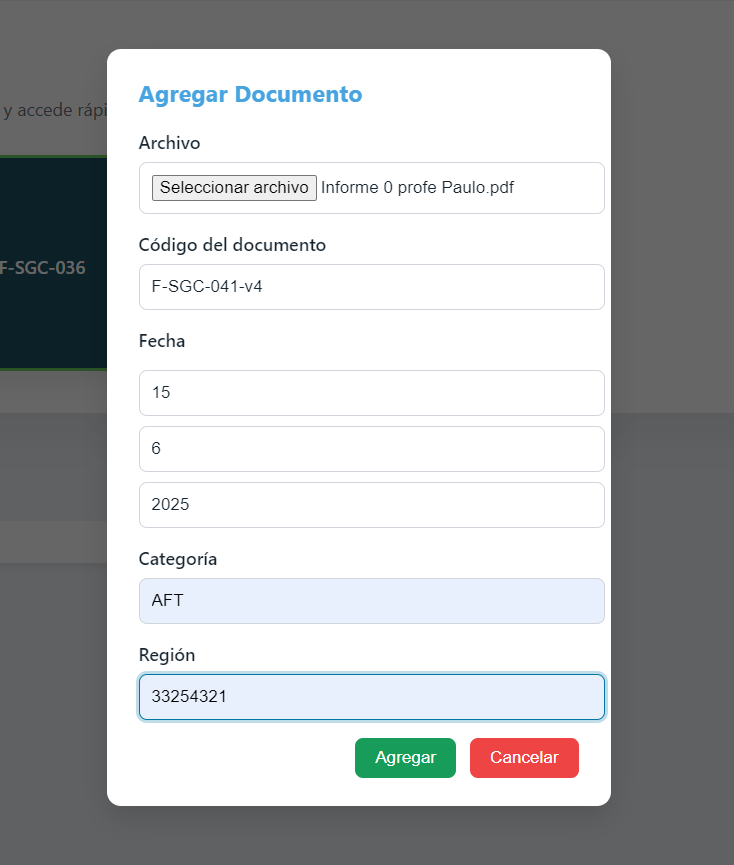 Agregar Documento
y accede rápi
Archivo
Seleccionar archivo Informe 0 profe Paulo.pdf
Código del documento
F-SGC-036
F-SGC-041-v4
Fecha
15
6
2025
Categoría
AFT
Región
33254321
Agregar Cancelar